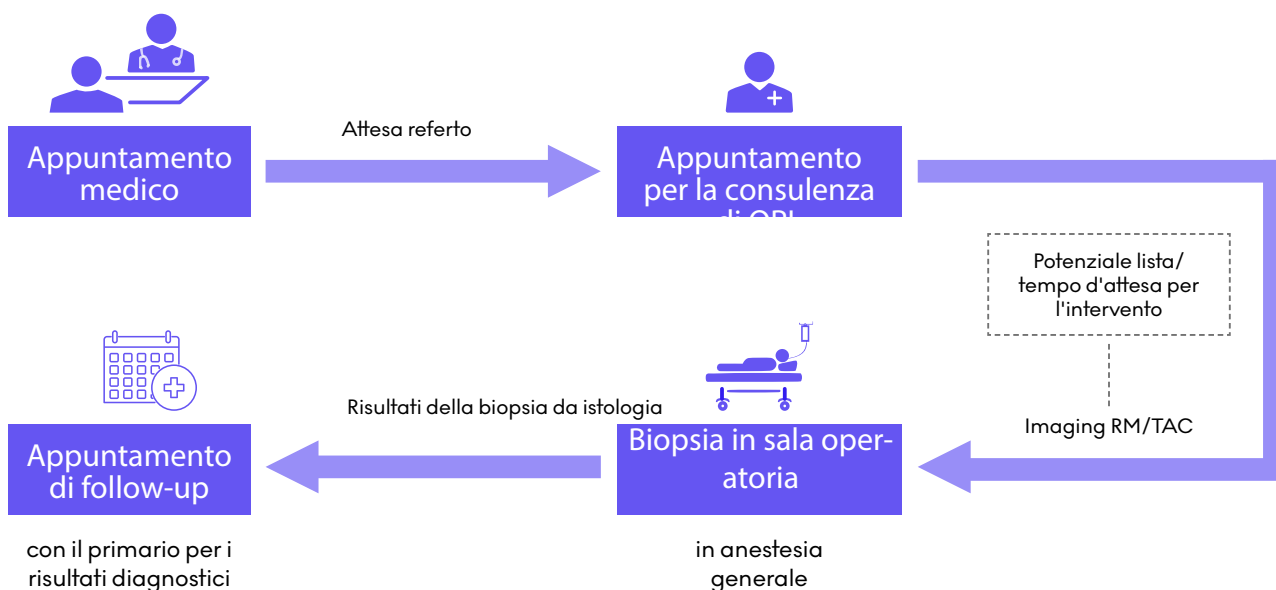 Attesa referto
Appuntamento
medico
Appuntamento
per la consulenza
di ORL
Potenziale lista/
tempo d'attesa per
l'intervento
Imaging RM/TAC
Biopsia in sala oper-
atoria
in anestesia
generale
Risultati della biopsia da istologia
Appuntamento
di follow-up
con il primario per i
risultati diagnostici